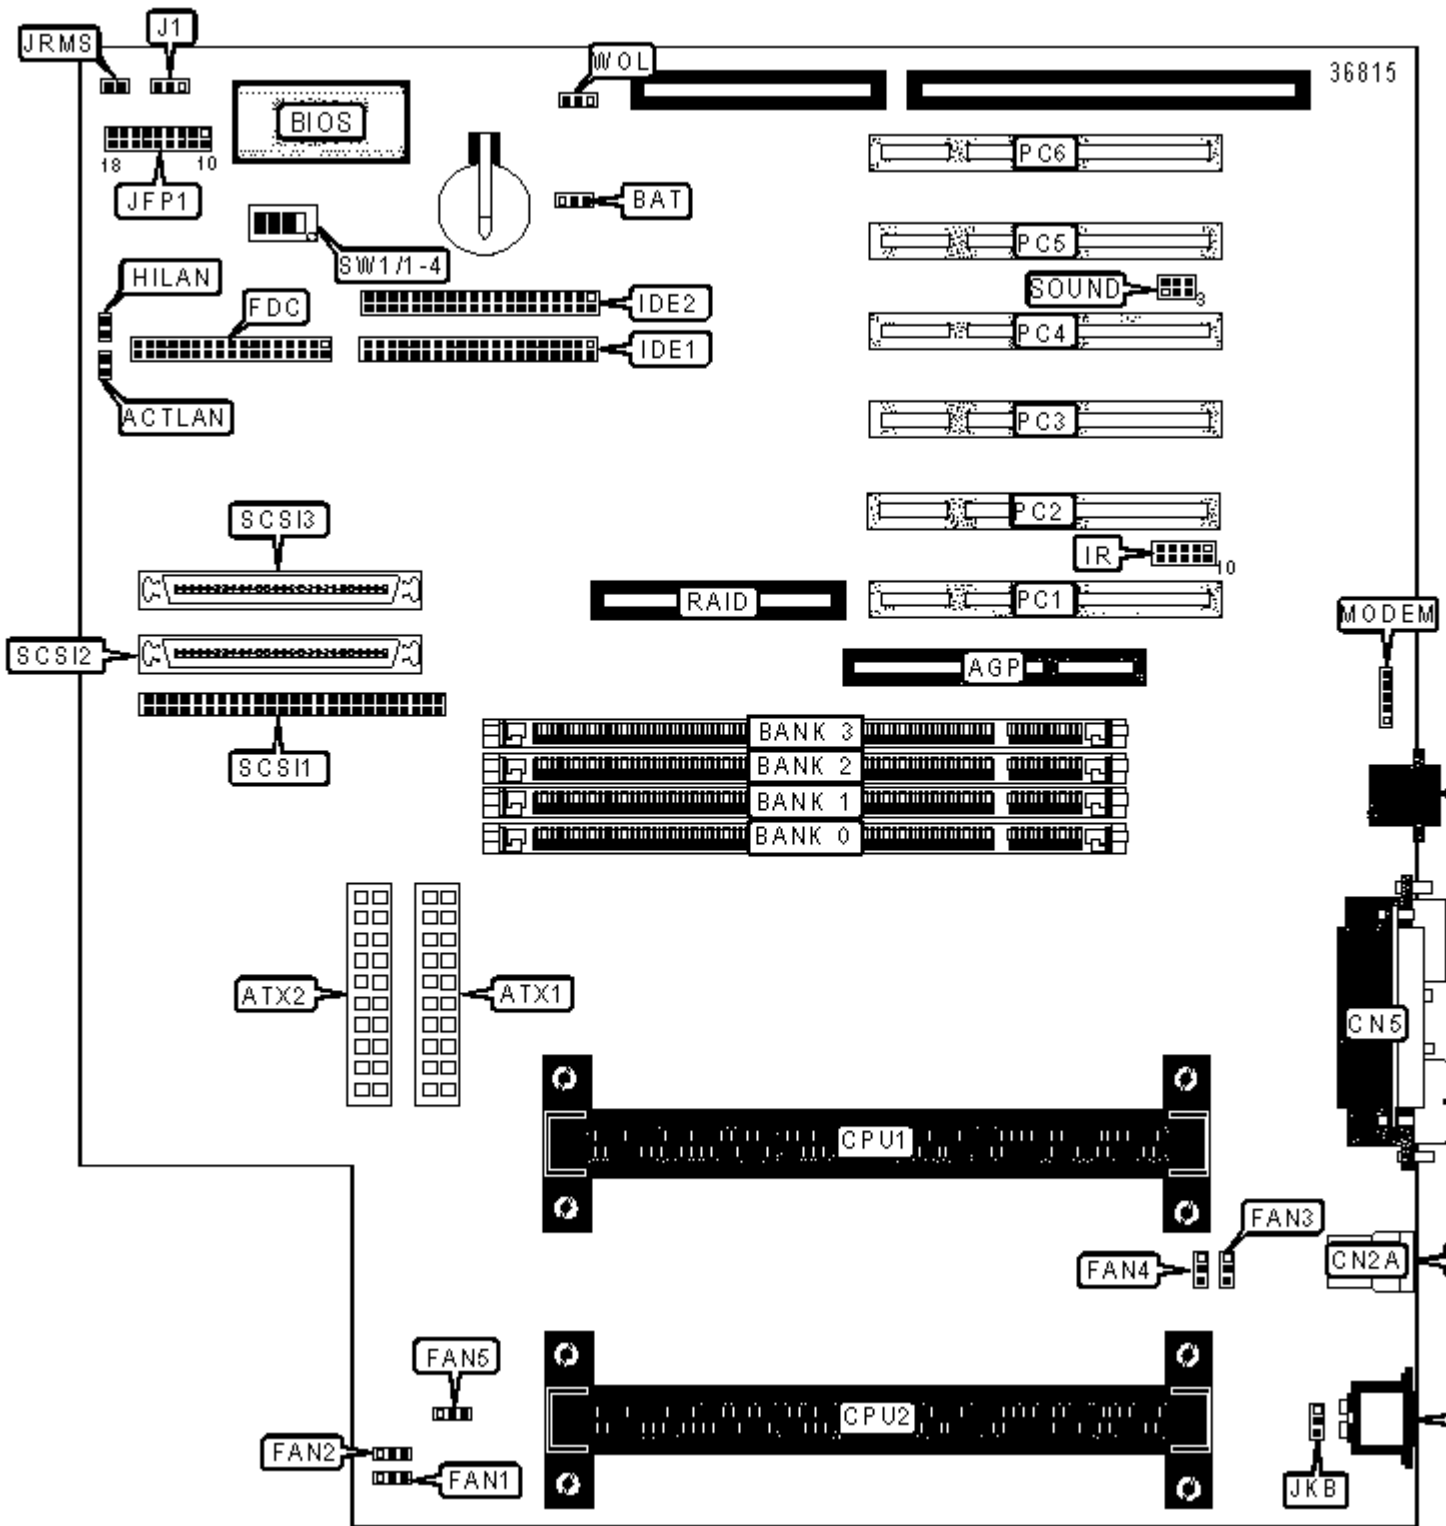 JRMS
J1
WOL
36815
BIOS
PC6
18
10
JFP1
BAT
PC5
SW1/1-4
HILAN
SOUND
3
FDC
IDE2
PC4
IDE1
ACTLAN
PC3
SCSI3
PC2
IR
10
RAID
PC1
MODEM
SCSI2
AGP
BANK 3
SCSI1
BANK 2
BANK 1
BANK 0
ATX2
ATX1
CN5
CPU1
FAN3
FAN4
CN2A
FAN5
CPU2
FAN2
FAN1
JKB